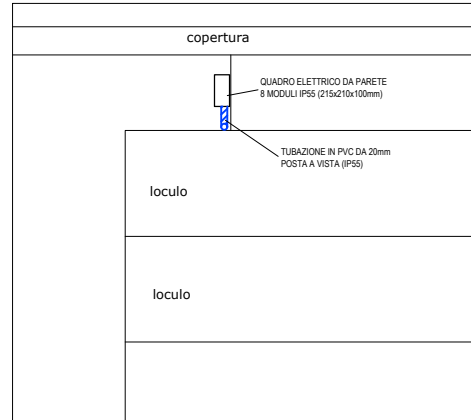 copertura
QUADRO ELETTRICO DA PARETE
8 MODULI IP55 (215x210x100mm)
TUBAZIONE IN PVC DA 20mm
POSTA A VISTA (IP55)
loculo
loculo